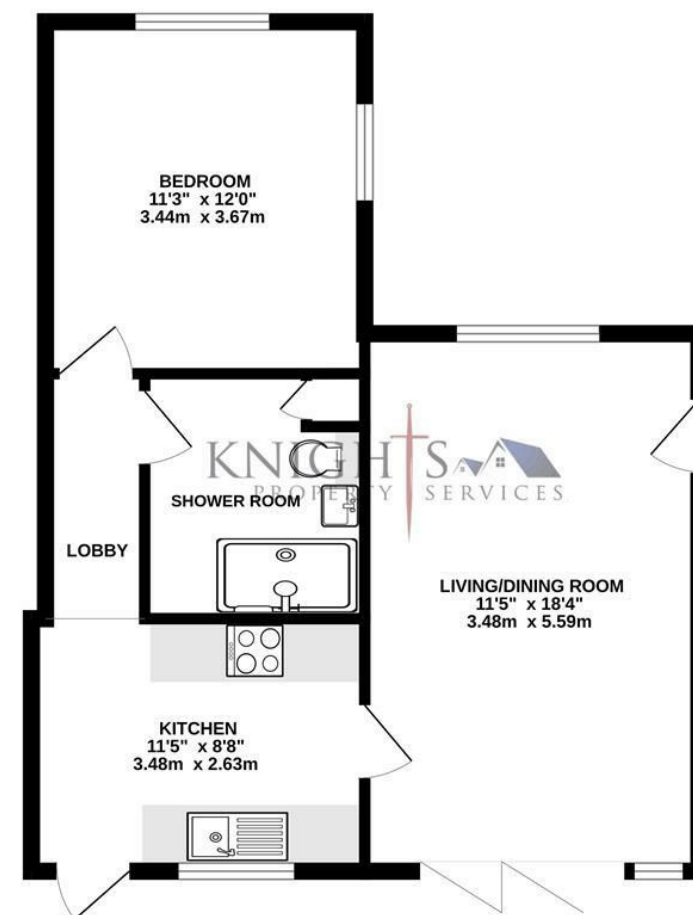 BEDROOM
11'3" x 12'0"
3.44m x 3.67m
KNIGHTS
PROPERTY SERVICES
SHOWER ROOM
LOBBY
LIVING/DINING ROOM
11'5" x 18'4"
3.48m x 5.59m
KITCHEN
11'5" x 8'8"
3.48m x 2.63m